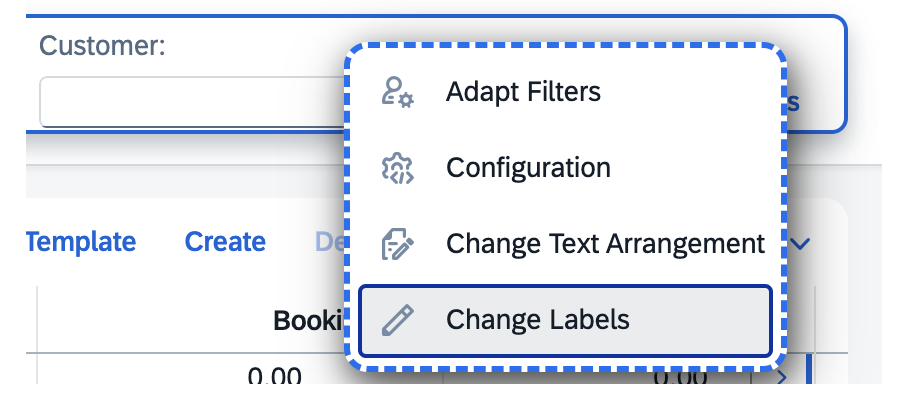 Customer:
Adapt Filters
Configuration
Template Create
Change Text Arrangement
Change Labels
0.00